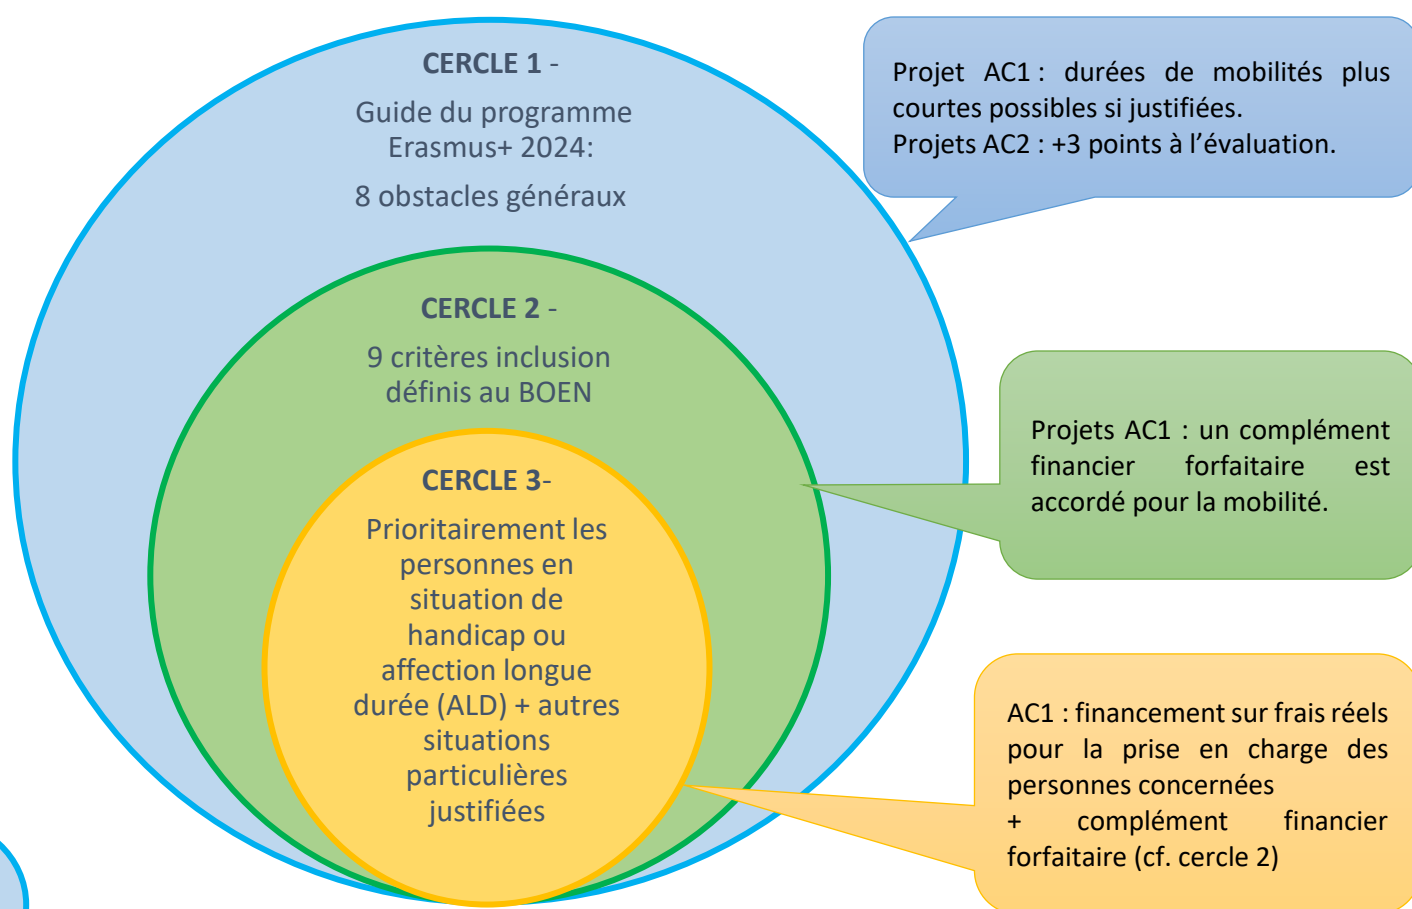 CERCLE 1 -
Guide du programme
Erasmus+ 2024:
8 obstacles généraux
CERCLE 2 -
9 critères inclusion
définis au BOEN
CERCLE 3-
Prioritairement les
personnes en
situation de
handicap ou
affection longue
durée (ALD) + autres
situations
particulières
justifiées
Projet AC1 : durées de mobilités plus
courtes possibles si justifiées.
Projets AC2 : +3 points à l’évaluation.
Projets AC1 : un complément
financier forfaitaire est
accordé pour la mobilité.
AC1 : financement sur frais réels
pour la prise en charge des
personnes concernées
+ complément financier
forfaitaire (cf. cercle 2)